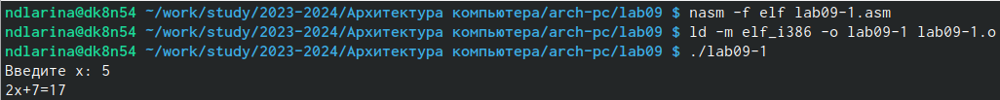 ndlarina@dk8n54 ~/work/study/2023-2024/Архитектура компьютера/arch-pc/lab09 $ nasm -f elf lab09-1.asm
ndlarina@dk8n54 ~/work/study/2023-2024/Архитектура компьютера/arch-pc/lab09 $ ld -m elf_i386 -o lab09-1 lab09-1.o
ndlarina@dk8n54 ~/work/study/2023-2024/Архитектура компьютера/arch-pc/lab09 $ ./lab09-1
Введите x: 5
2x+7=17